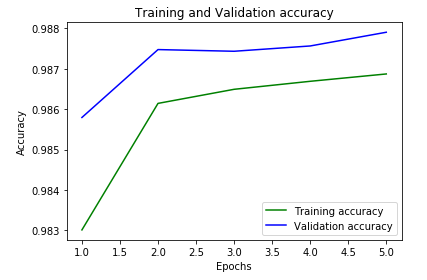 Training and Validation accuracy
0.988
0.987
0.986
0.985
0.984
0.983
Accuracy
1.0 1.5 2.0 2.5 3.0 3.5 4.0 4.5 5.0
Epochs
Training accuracy
Validation accuracy